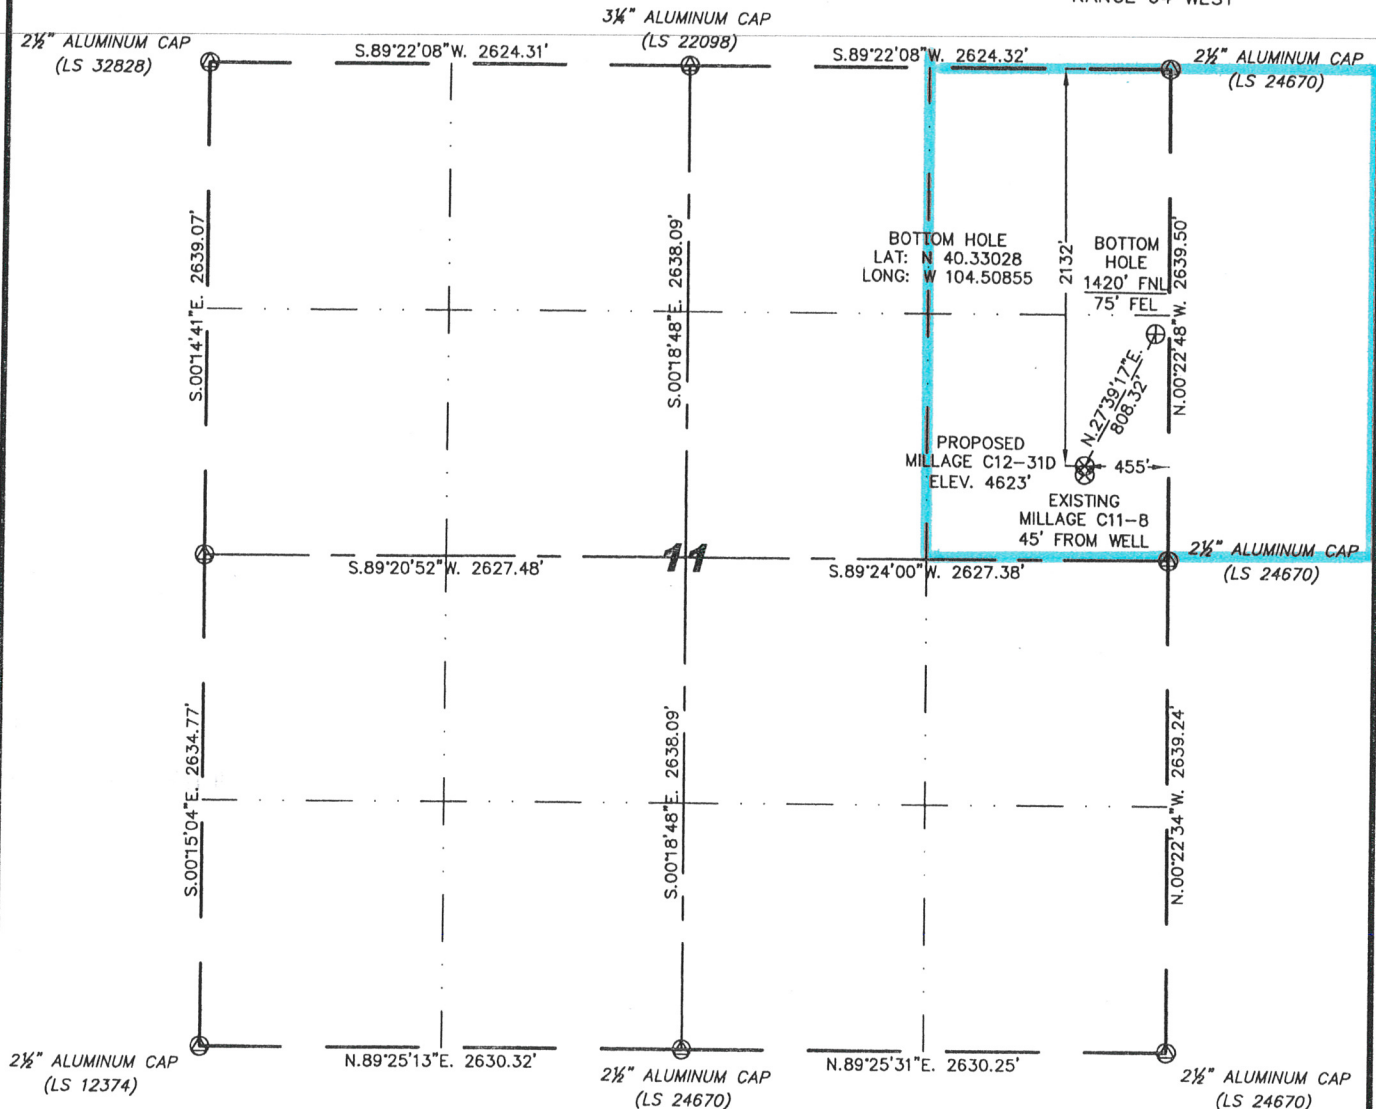 3¼" ALUMINUM CAP
(LS 22098)
2½" ALUMINUM CAP
(LS 32828)
S.89°22'08"W. 2624.31'
S.89°22'08"W. 2624.32'
2½" ALUMINUM CAP
(LS 24670)
S.00°14'41"E. 2639.07'
S.00°18'48"E. 2638.09'
BOTTOM HOLE
LAT: N 40.33028
LONG: W 104.50855
2132'
BOTTOM
HOLE
1420' FNL
75' FEL
N.00°22'48"W. 2639.50'
N.27°39'17"E.
808.32'
PROPOSED
MILLAGE C12-31D
ELEV. 4623'
455'
EXISTING
MILLAGE C11-8
45' FROM WELL
11
S.89°20'52"W. 2627.48'
S.89°24'00"W. 2627.38'
2½" ALUMINUM CAP
(LS 24670)
S.00°15'04"E. 2634.77'
S.00°18'48"E. 2638.09'
N.00°22'34"W. 2639.24'
2½" ALUMINUM CAP
(LS 12374)
N.89°25'13"E. 2630.32'
2½" ALUMINUM CAP
(LS 24670)
N.89°25'31"E. 2630.25'
2½" ALUMINUM CAP
(LS 24670)